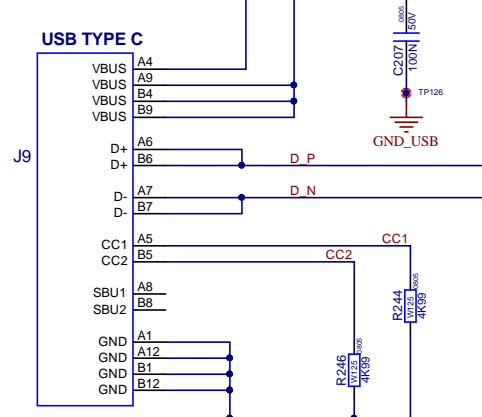 USB TYPE C
J9
VBUS A4
VBUS A9
VBUS B4
VBUS B9
D+ A6
D+ B6
D- A7
D- B7
CC1 A5
CC2 B5
SBU1 A8
SBU2 B8
GND A1
GND A12
GND B1
GND B12
D_P
D_N
CC1
CC2
0805
50V
C207
100N
TP126
GND_USB
R244
W125
0805
4K99
R246
W125
0805
4K99